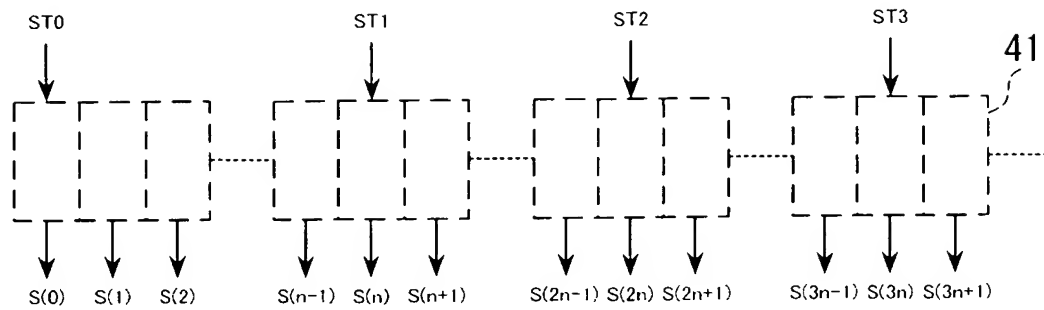 ST0 ST1 ST2 ST3
41
S(0) S(1) S(2) S(n-1) S(n) S(n+1) S(2n-1) S(2n) S(2n+1) S(3n-1) S(3n) S(3n+1)